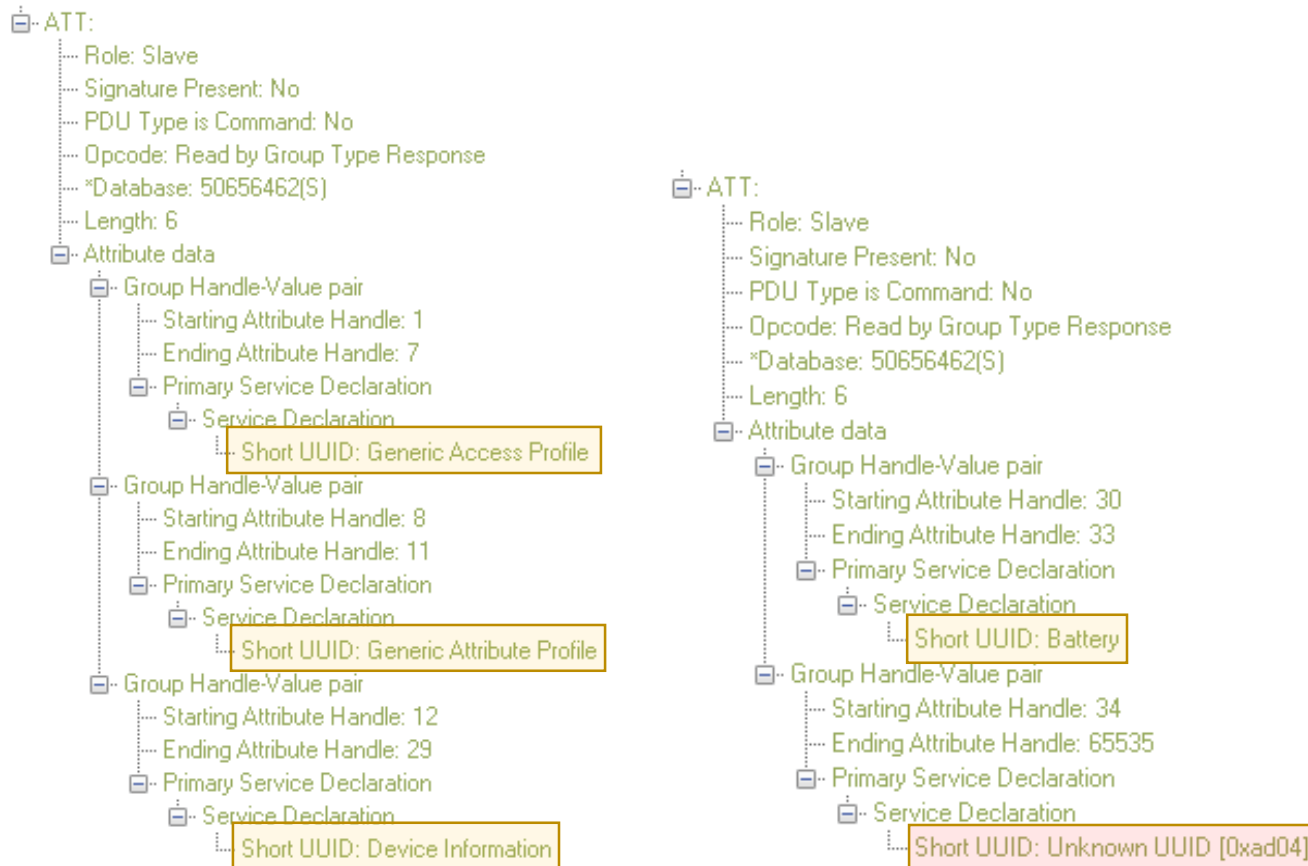 ATT:
Role: Slave
Signature Present: No
PDU Type is Command: No
Opcode: Read by Group Type Response
*Database: 50656462(S)
Length: 6
Attribute data
Group Handle-Value pair
Starting Attribute Handle: 1
Ending Attribute Handle: 7
Primary Service Declaration
Service Declaration
Short UUID: Generic Access Profile
Group Handle-Value pair
Starting Attribute Handle: 8
Ending Attribute Handle: 11
Primary Service Declaration
Service Declaration
Short UUID: Generic Attribute Profile
Group Handle-Value pair
Starting Attribute Handle: 12
Ending Attribute Handle: 29
Primary Service Declaration
Service Declaration
Short UUID: Device Information
ATT:
Role: Slave
Signature Present: No
PDU Type is Command: No
Opcode: Read by Group Type Response
*Database: 50656462(S)
Length: 6
Attribute data
Group Handle-Value pair
Starting Attribute Handle: 30
Ending Attribute Handle: 33
Primary Service Declaration
Service Declaration
Short UUID: Battery
Group Handle-Value pair
Starting Attribute Handle: 34
Ending Attribute Handle: 65535
Primary Service Declaration
Service Declaration
Short UUID: Unknown UUID [0xad04]